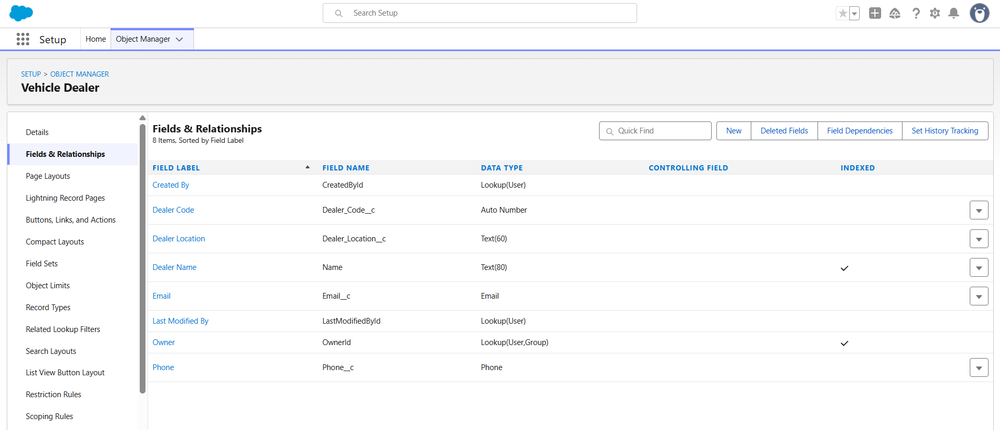 Search Setup
Setup
Home
Object Manager
SETUP > OBJECT MANAGER
Vehicle Dealer
Details
Fields & Relationships
Page Layouts
Lightning Record Pages
Buttons, Links, and Actions
Compact Layouts
Field Sets
Object Limits
Record Types
Related Lookup Filters
Search Layouts
List View Button Layout
Restriction Rules
Scoping Rules
Fields & Relationships
8 Items, Sorted by Field Label
Quick Find
New
Deleted Fields
Field Dependencies
Set History Tracking
FIELD LABEL FIELD NAME DATA TYPE CONTROLLING FIELD INDEXED
Created By CreatedById Lookup(User)
Dealer Code Dealer_Code__c Auto Number
Dealer Location Dealer_Location__c Text(60)
Dealer Name Name Text(80)
Email Email__c Email
Last Modified By LastModifiedById Lookup(User)
Owner OwnerId Lookup(User,Group)
Phone Phone__c Phone